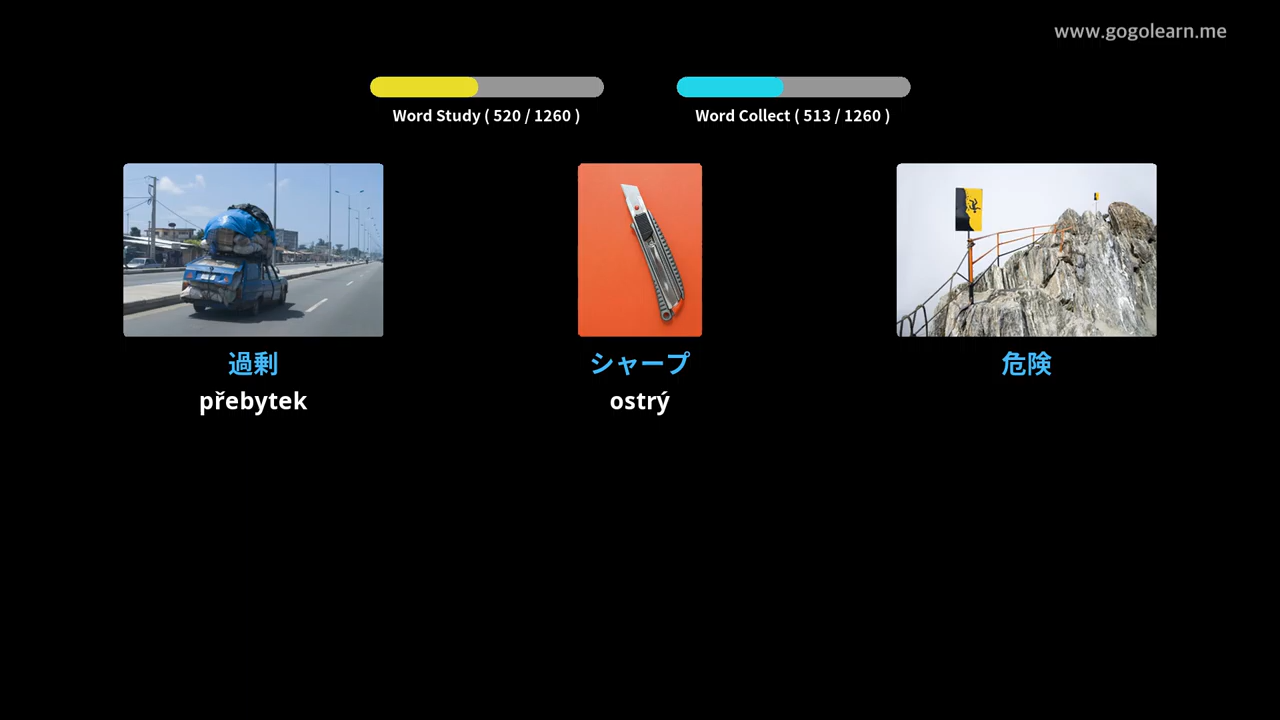 www.gogolearn.me
Word Study ( 520 / 1260 )
Word Collect ( 513 / 1260 )
過剰
シャープ
危険
přebytek
ostrý